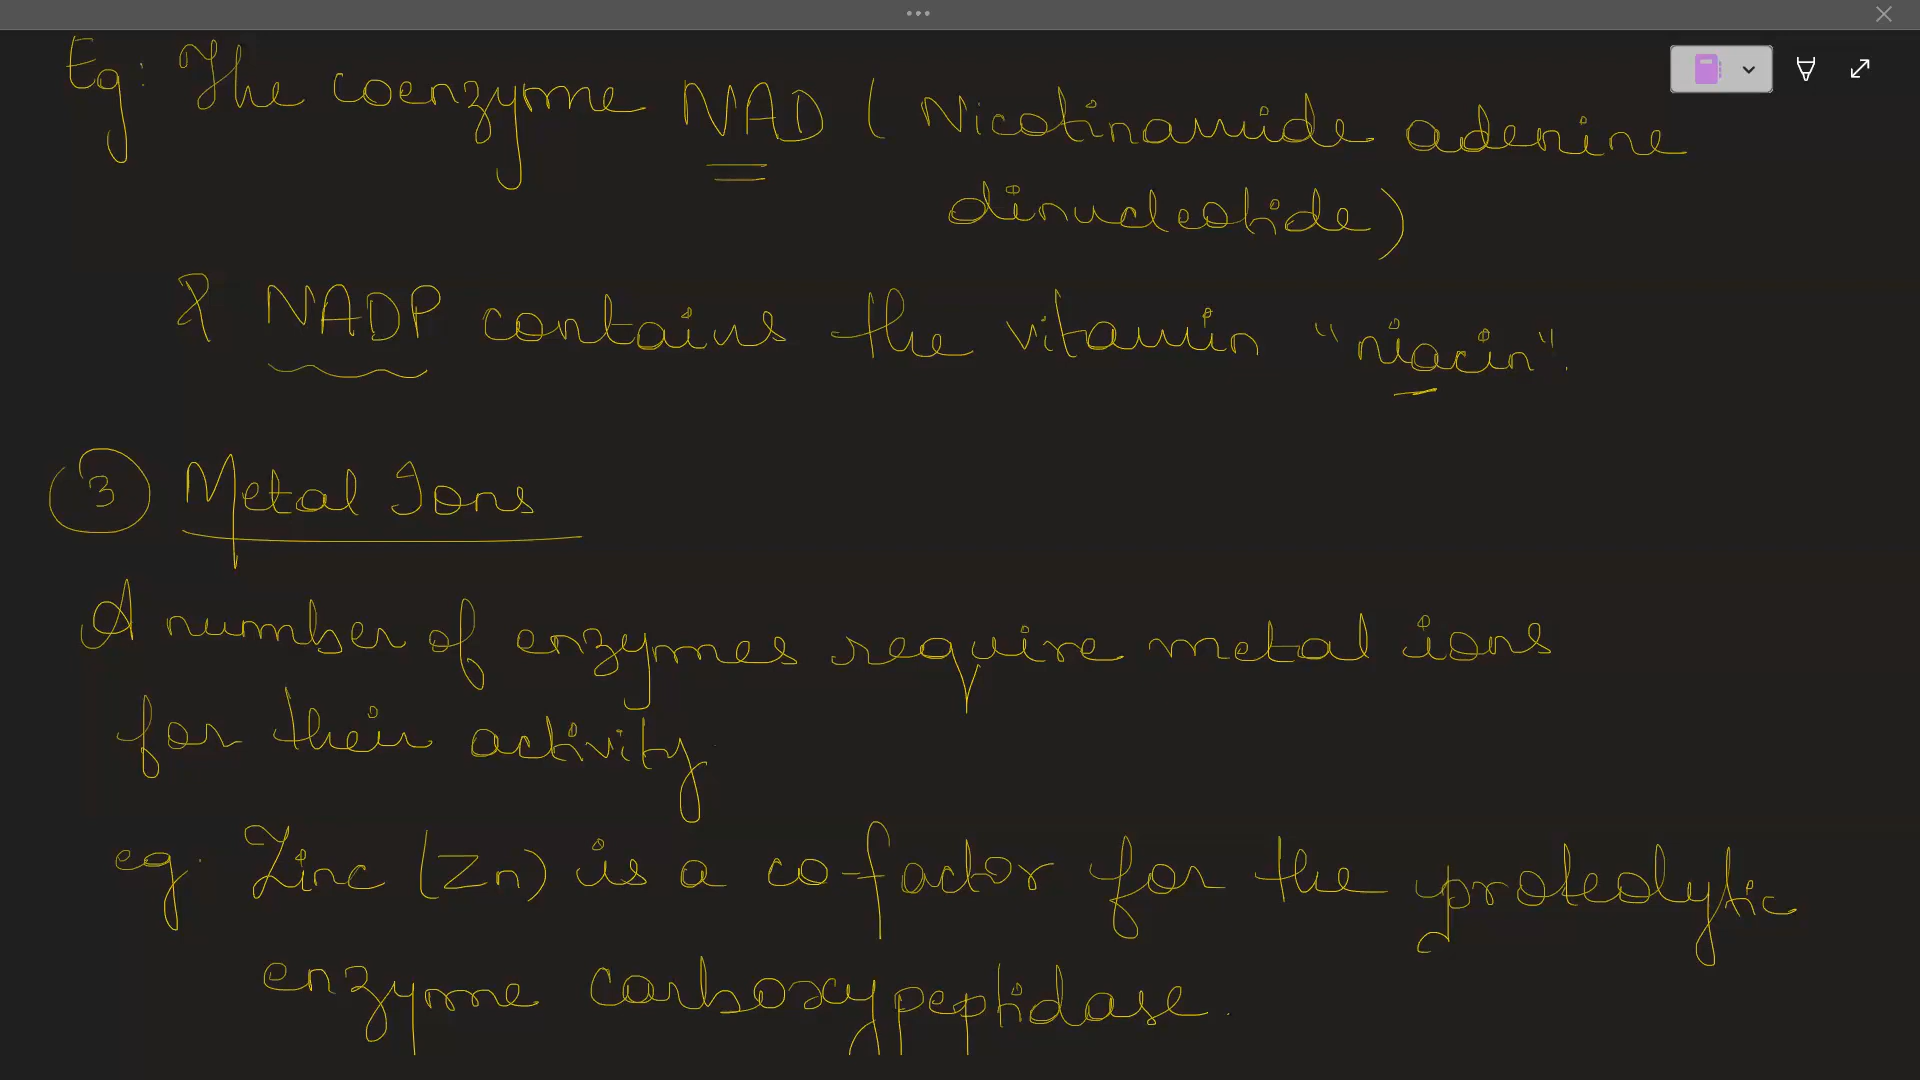 Eg: The coenzyme NAD ( Nicotinamide adenine
dinucleotide)
& NADP contains the vitamin "niacin".
3 Metal Ions
A number of enzymes require metal ions
for their activity.
eg. Zinc (Zn) is a co-factor for the proteolytic
enzyme carboxypeptidase.